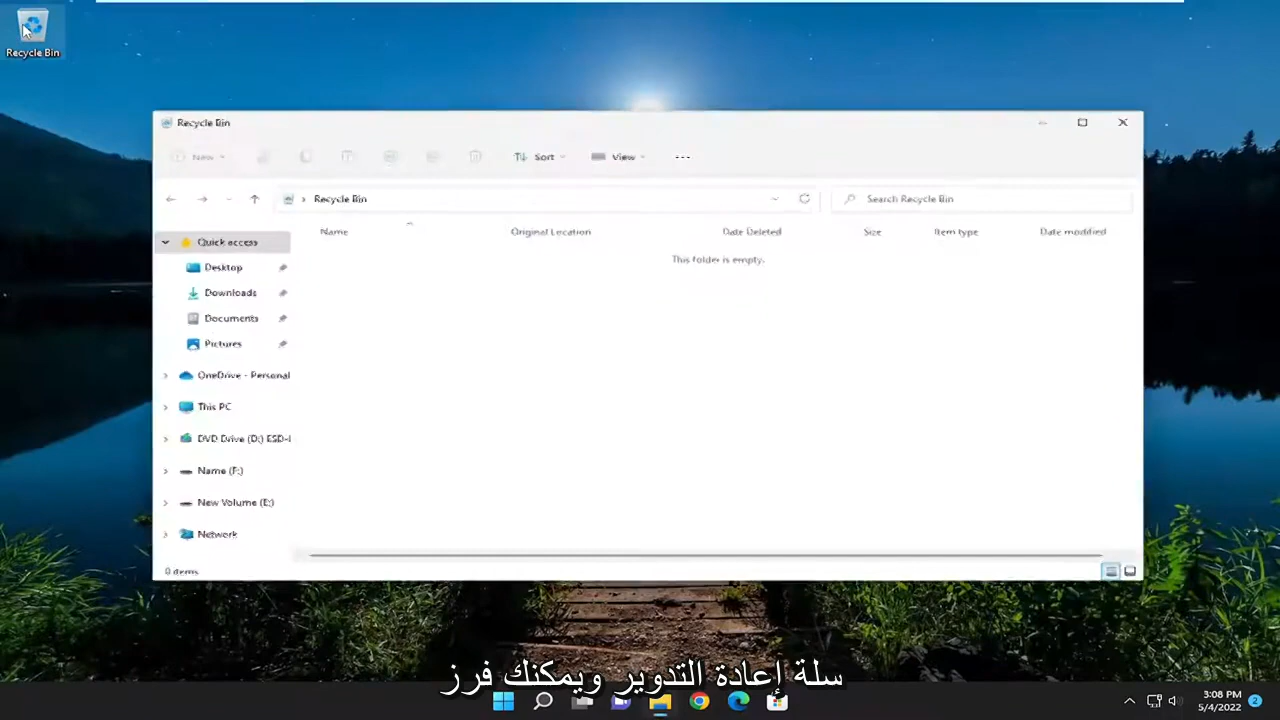 Recycle Bin
Recycle Bin
New
Sort
View
Recycle Bin
Search Recycle Bin
Name
Original Location
Date Deleted
Size
Item type
Date modified
This folder is empty.
Quick access
Desktop
Downloads
Documents
Pictures
OneDrive - Personal
This PC
DVD Drive (D:) ESD-I
Name (F:)
New Volume (E:)
Network
0 items
سلة إعادة التدوير ويمكنك فرز
3:08 PM
5/4/2022
2